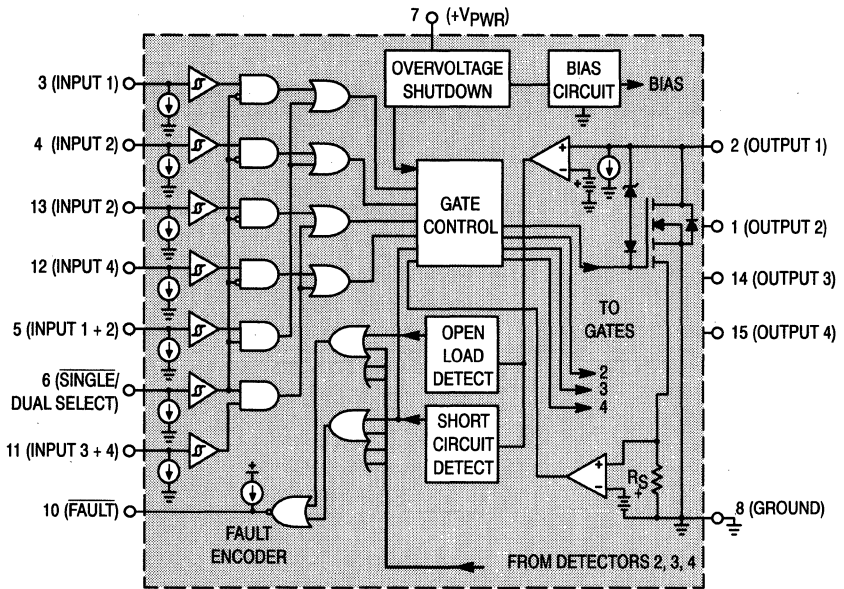 7 (+VPWR)
OVERVOLTAGE
SHUTDOWN
BIAS
CIRCUIT
BIAS
3 (INPUT 1)
4 (INPUT 2)
13 (INPUT 2)
12 (INPUT 4)
5 (INPUT 1 + 2)
6 (SINGLE/
DUAL SELECT)
11 (INPUT 3 + 4)
10 (FAULT)
GATE
CONTROL
+
−
+
2 (OUTPUT 1)
1 (OUTPUT 2)
14 (OUTPUT 3)
15 (OUTPUT 4)
TO
GATES
2
3
4
OPEN
LOAD
DETECT
SHORT
CIRCUIT
DETECT
+
−
+
RS
8 (GROUND)
+
FAULT
ENCODER
FROM DETECTORS 2, 3, 4